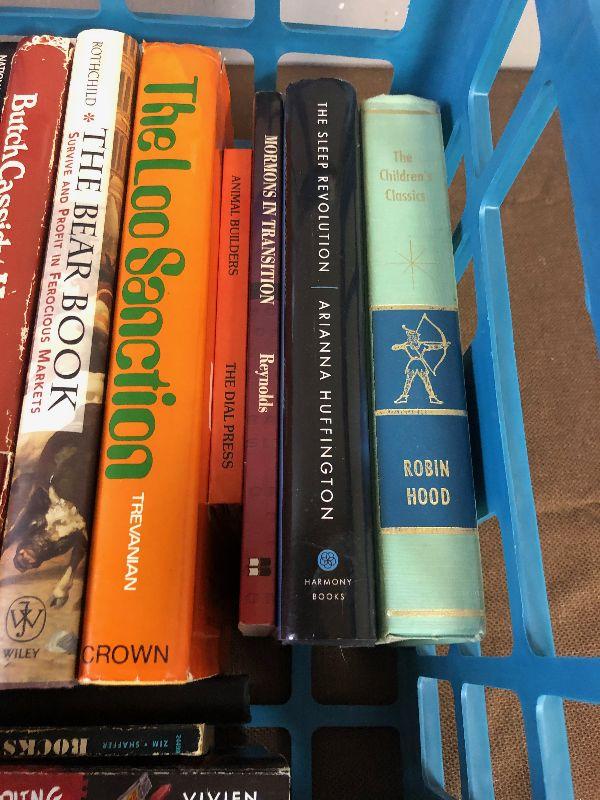 Butch Cassidy
ROTHCHILD * THE BEAR BOOK
SURVIVE AND PROFIT IN FEROCIOUS MARKETS
WILEY
The Loo Sanction
TREVANIAN
CROWN
ANIMAL BUILDERS THE DIAL PRESS
MORMONS IN TRANSITION Reynolds
THE SLEEP REVOLUTION | ARIANNA HUFFINGTON
HARMONY
BOOKS
The
Children's
Classics
ROBIN
HOOD
ROCKS ZIM • SHAFFER
VIVIEN